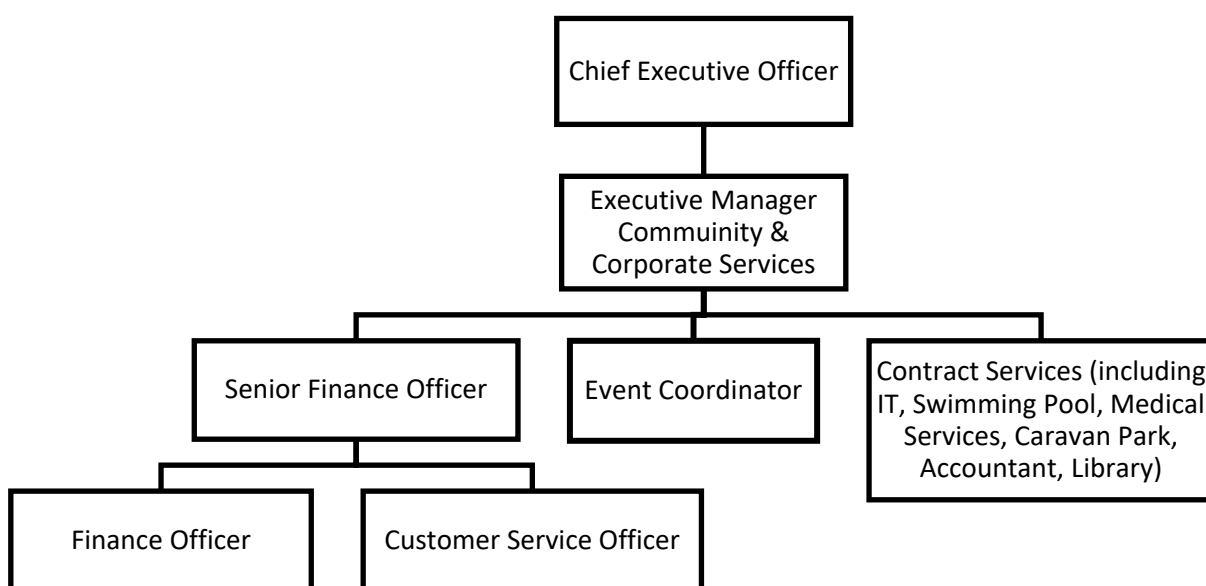 Chief Executive Officer
Executive Manager
Commuinity &
Corporate Services
Senior Finance Officer
Event Coordinator
Contract Services (including
IT, Swimming Pool, Medical
Services, Caravan Park,
Accountant, Library)
Finance Officer
Customer Service Officer